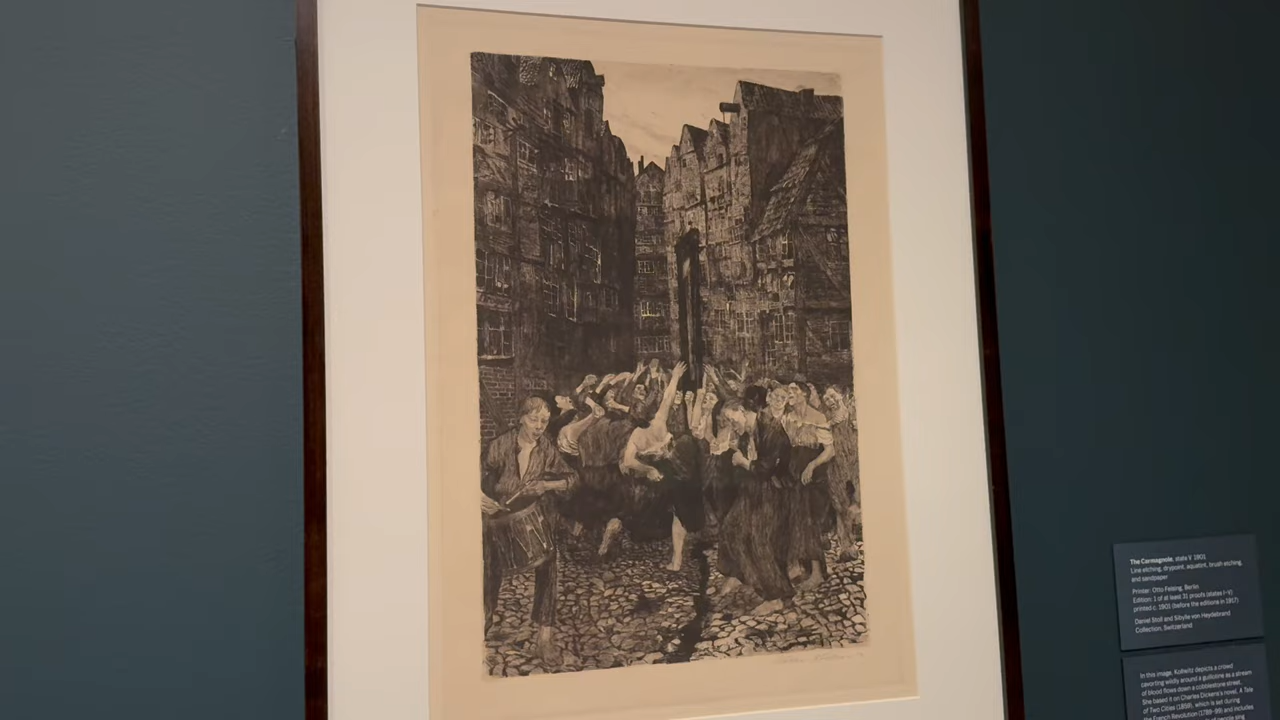 The Carmagnole, state V 1901
Line etching, drypoint, aquatint, brush etching,
and sandpaper
Printer: Otto Felsing, Berlin
Edition: 1 of at least 31 proofs (states I–V)
printed c. 1901 (before the editions in 1917)
Daniel Stoll and Sibylle von Heydebrand
Collection, Switzerland
In this image, Kollwitz depicts a crowd
cavorting wildly around a guillotine as a stream
of blood flows down a cobblestone street.
She based it on Charles Dickens's novel, A Tale
of Two Cities (1859), which is set during
the French Revolution (1789–99) and includes